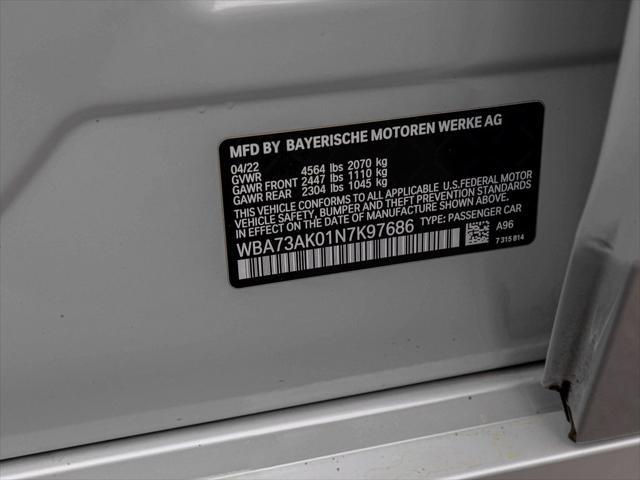 MFD BY BAYERISCHE MOTOREN WERKE AG
04/22
GVWR 4564 lbs 2070 kg
GAWR FRONT 2447 lbs 1110 kg
GAWR REAR 2304 lbs 1045 kg
THIS VEHICLE CONFORMS TO ALL APPLICABLE U.S.FEDERAL MOTOR
VEHICLE SAFETY, BUMPER, AND THEFT PREVENTION STANDARDS
IN EFFECT ON THE DATE OF MANUFACTURE SHOWN ABOVE.
WBA73AK01N7K97686 TYPE: PASSENGER CAR
A96
7 315 814